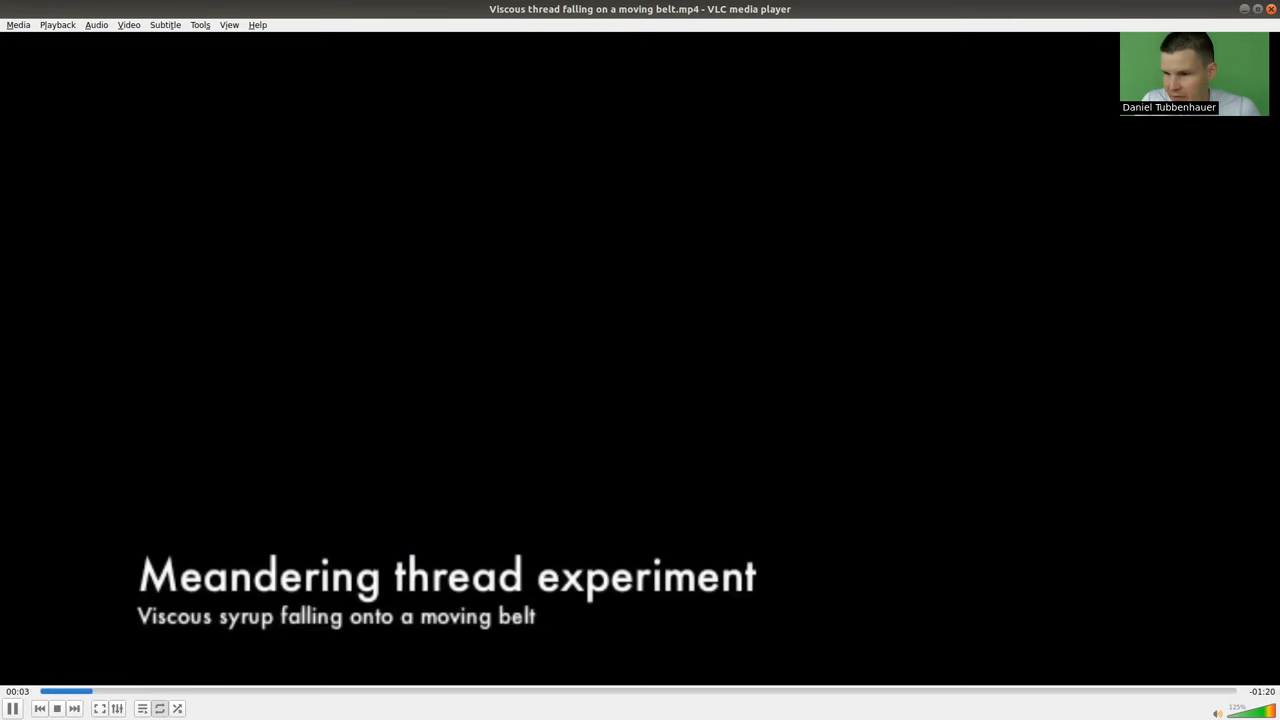 Viscous thread falling on a moving belt.mp4 - VLC media player
Media Playback Audio Video Subtitle Tools View Help
Daniel Tubbenhauer
Meandering thread experiment
Viscous syrup falling onto a moving belt
00:03
-01:20
125%